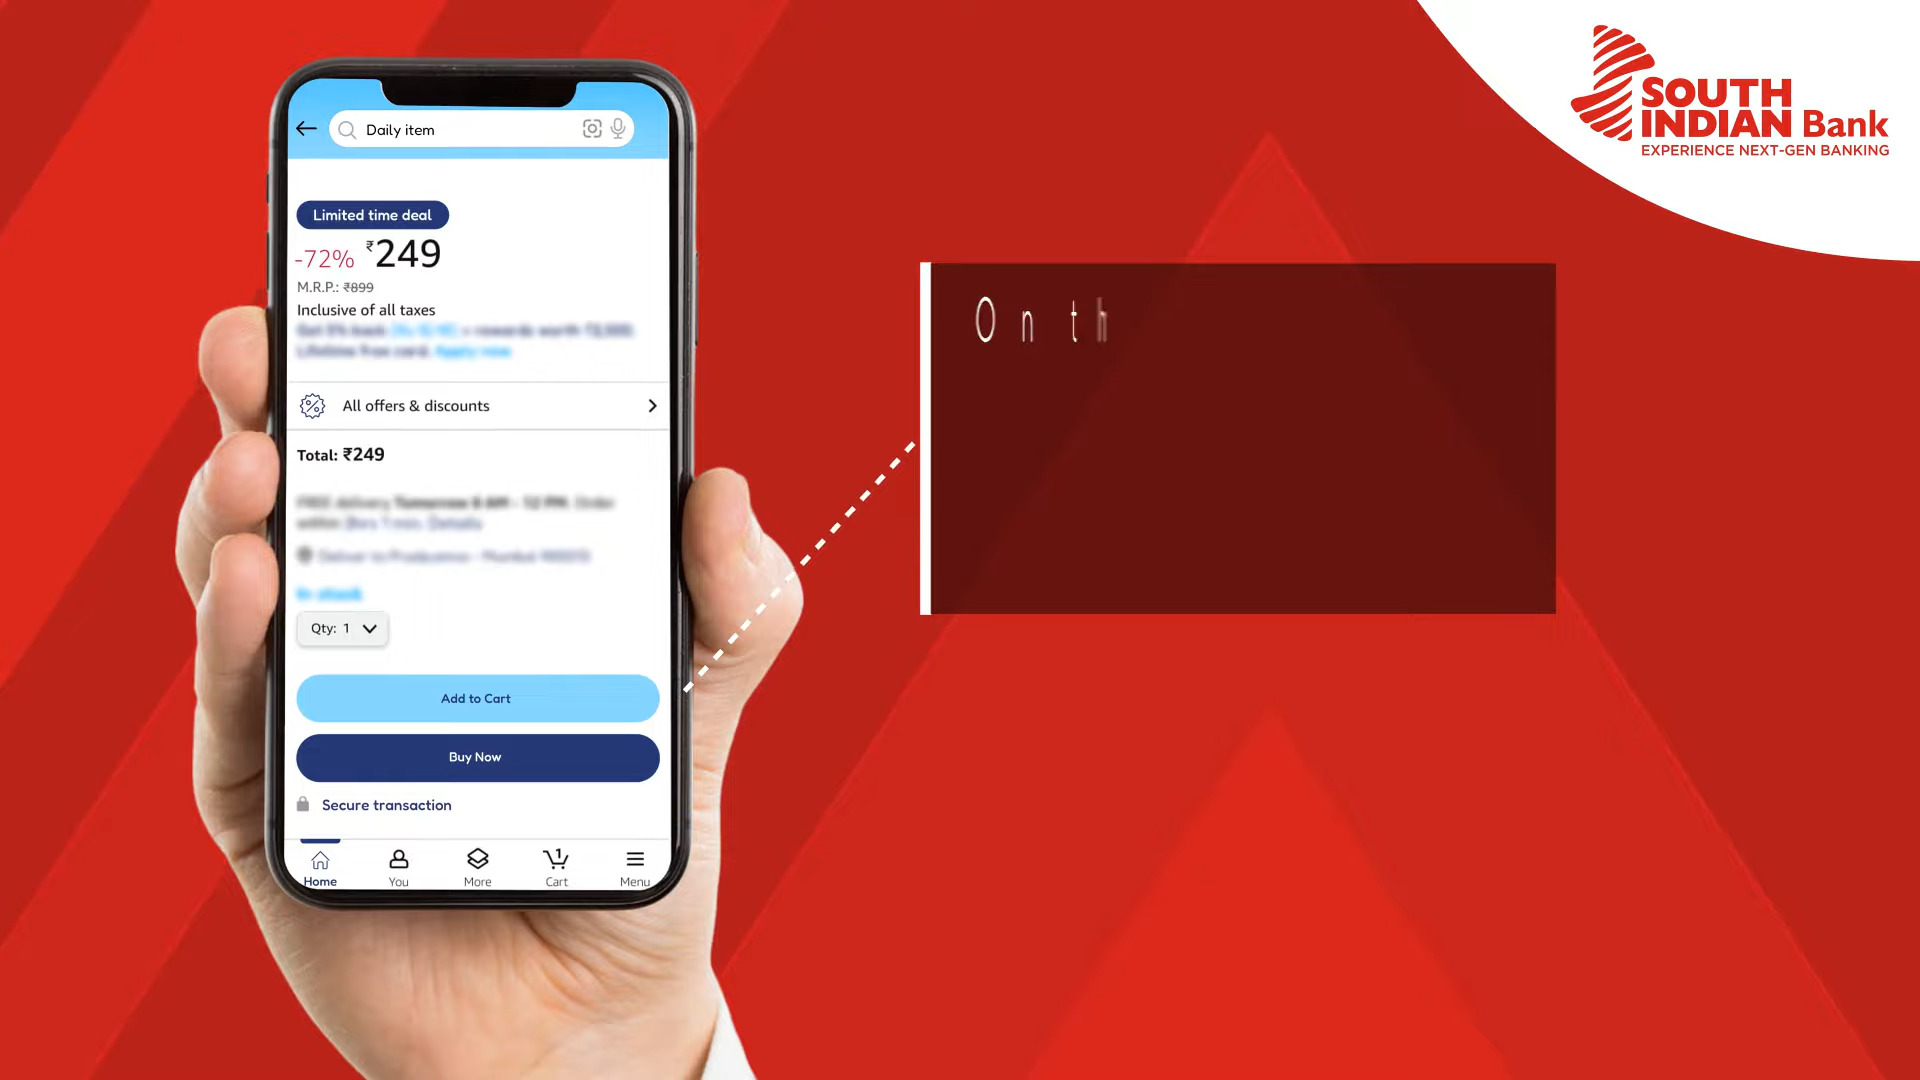 SOUTH
INDIAN Bank
EXPERIENCE NEXT-GEN BANKING
Daily item
Limited time deal
-72% ₹249
M.R.P.: ₹899
Inclusive of all taxes
All offers & discounts
Total: ₹249
Qty: 1
Add to Cart
Buy Now
Secure transaction
1
Home You More Cart Menu
On th